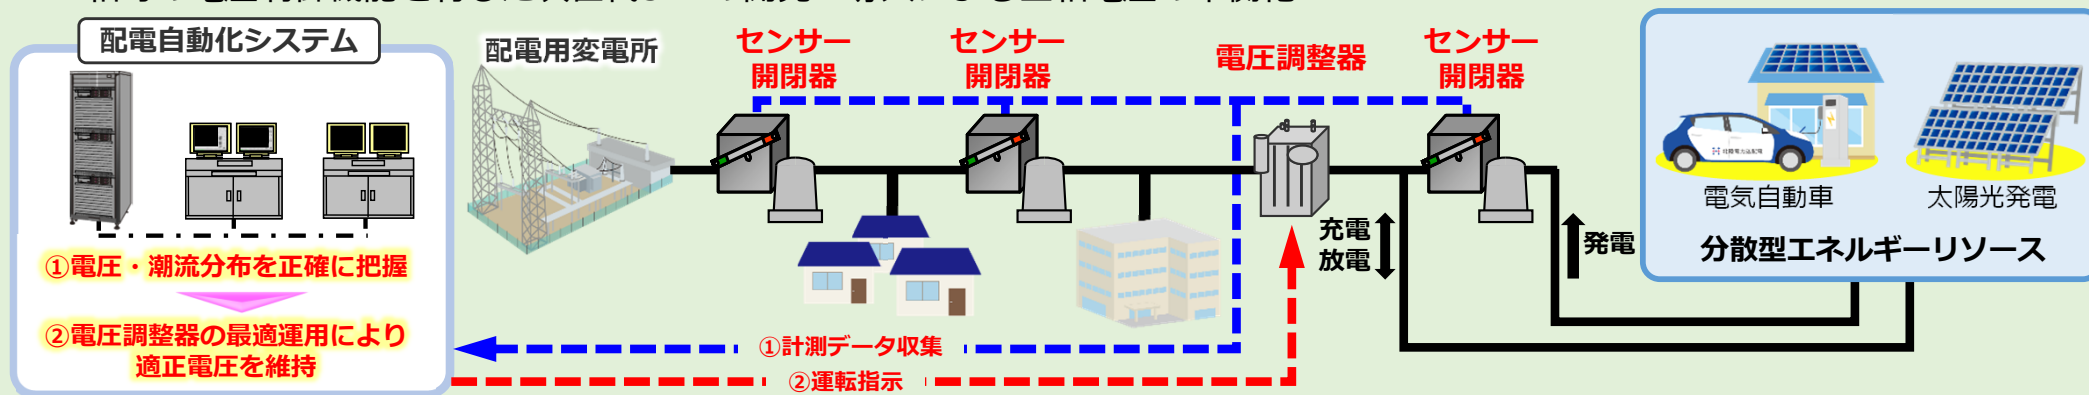 配電自動化システム
①電圧・潮流分布を正確に把握
②電圧調整器の最適運用により
適正電圧を維持
配電用変電所
センサー
開閉器
センサー
開閉器
電圧調整器
センサー
開閉器
充電
放電
発電
①計測データ収集
②運転指示
電気自動車
太陽光発電
分散型エネルギーリソース